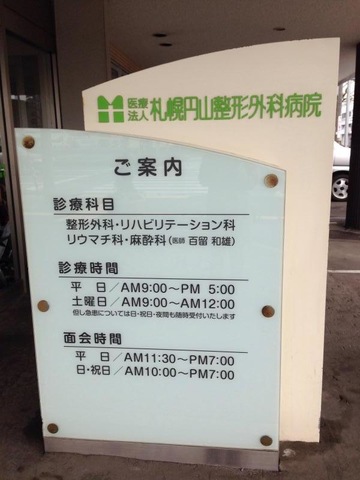 医療法人 札幌円山整形外科病院
ご案内
診療科目
整形外科・リハビリテーション科
リウマチ科・麻酔科(医師 百留 和雄)
診療時間
平 日/AM9:00〜PM 5:00
土曜日/AM9:00〜AM12:00
但し急患については日・祝日・夜間も随時受付いたします
面会時間
平 日/AM11:30〜PM7:00
日・祝日/AM10:00〜PM7:00